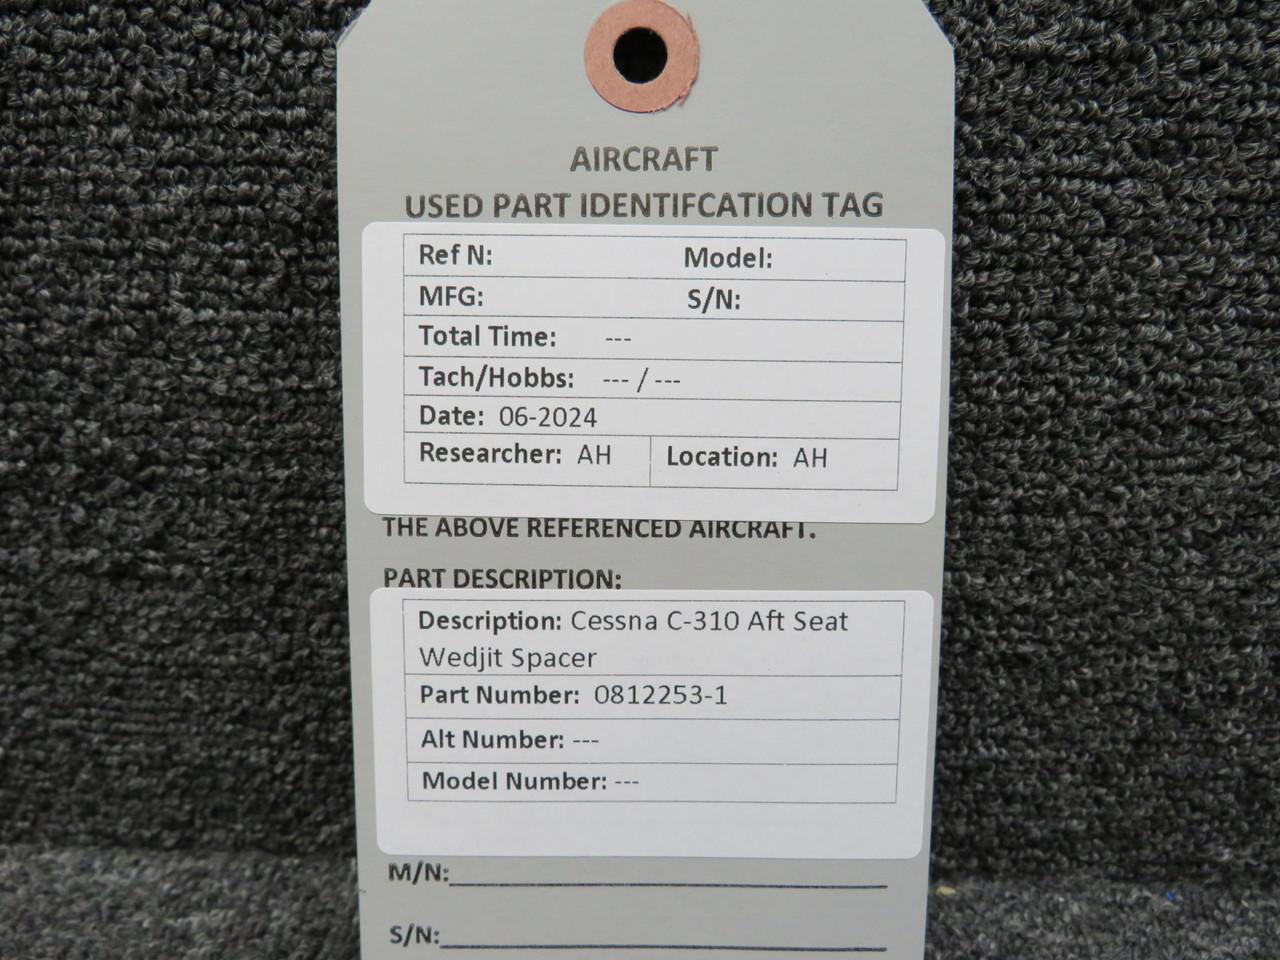 AIRCRAFT
USED PART IDENTIFCATION TAG
Ref N: Model:
MFG: S/N:
Total Time: ---
Tach/Hobbs: --- / ---
Date: 06-2024
Researcher: AH Location: AH
THE ABOVE REFERENCED AIRCRAFT.
PART DESCRIPTION:
Description: Cessna C-310 Aft Seat
Wedjit Spacer
Part Number: 0812253-1
Alt Number: ---
Model Number: ---
M/N:
S/N: